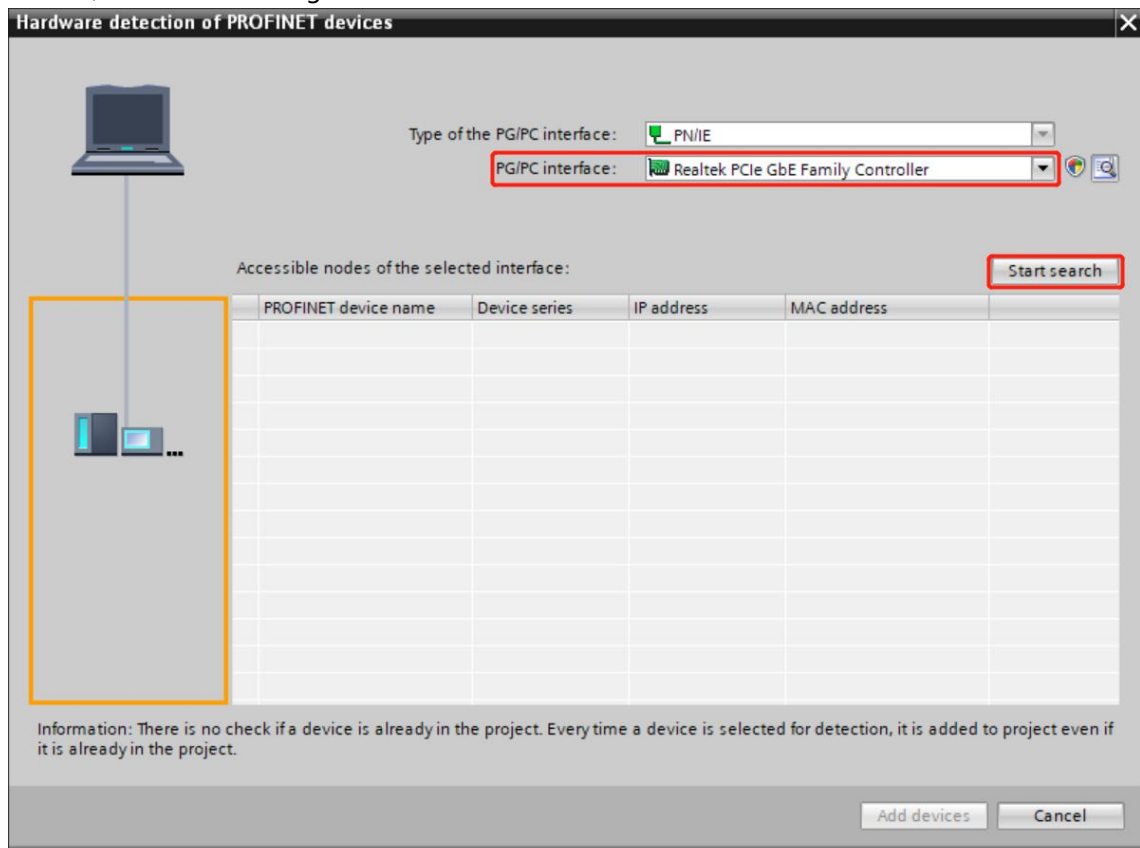 Hardware detection of PROFINET devices
Type of the PG/PC interface: PN/IE
PG/PC interface: Realtek PCIe GbE Family Controller
Accessible nodes of the selected interface:
Start search
PROFINET device name Device series IP address MAC address
...
Information: There is no check if a device is already in the project. Every time a device is selected for detection, it is added to project even if
it is already in the project.
Add devices Cancel